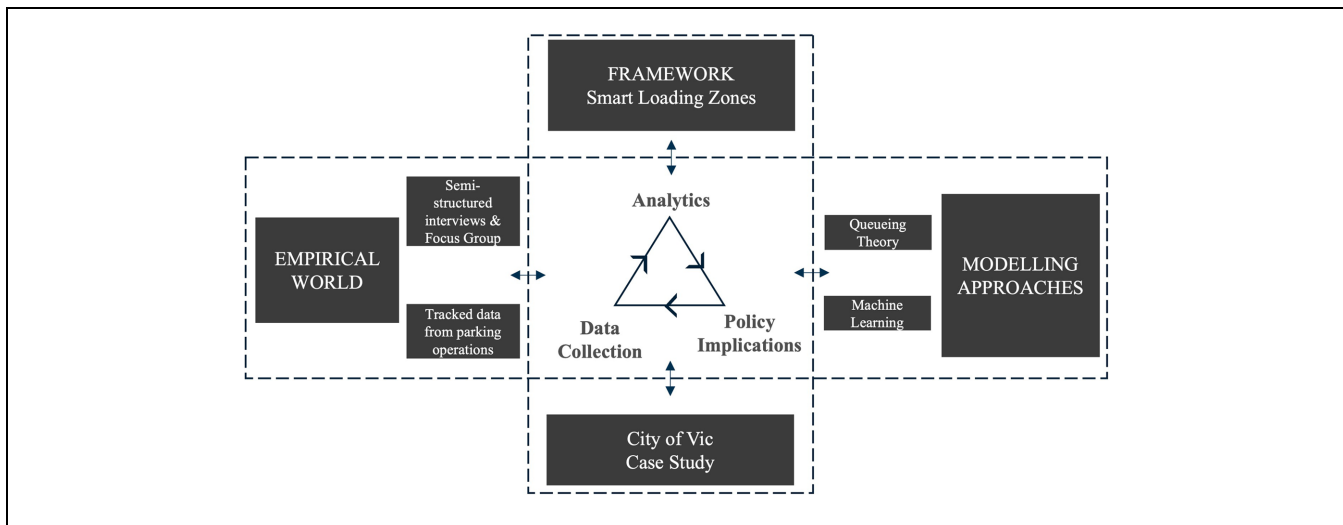 FRAMEWORK
Smart Loading Zones
Semi-
structured
interviews &
Focus Group
EMPIRICAL
WORLD
Tracked data
from parking
operations
Analytics
Data
Collection
Policy
Implications
Queueing
Theory
Machine
Learning
MODELLING
APPROACHES
City of Vic
Case Study